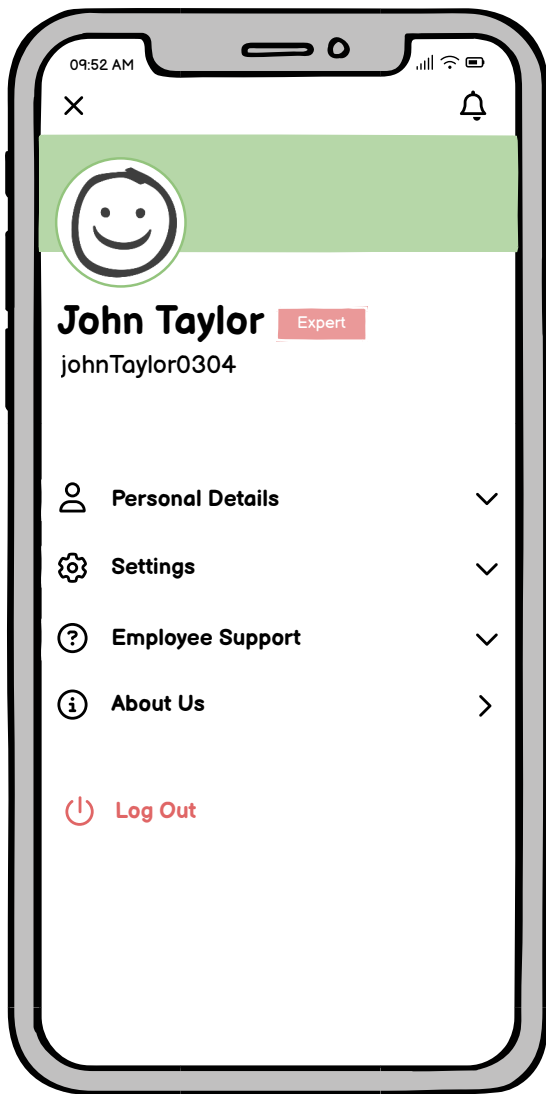 09:52 AM
John Taylor Expert
johnTaylor0304
Personal Details
Settings
Employee Support
About Us
Log Out